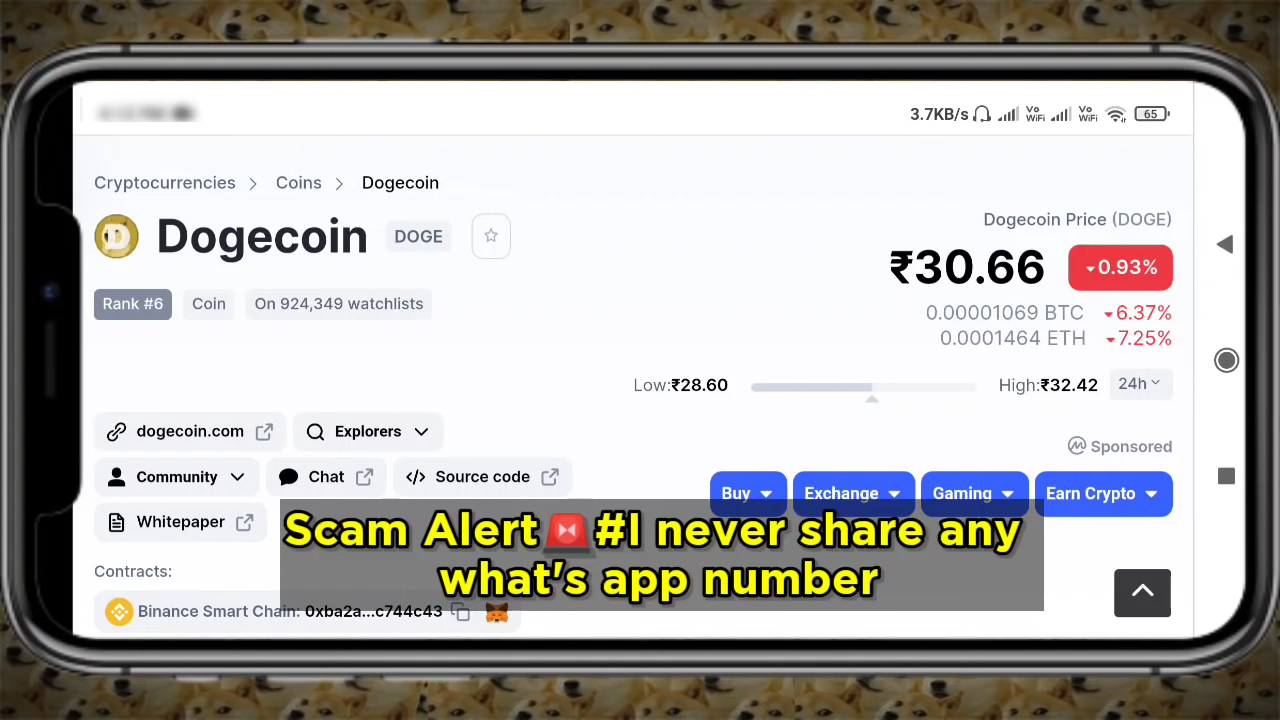 3.7KB/s Vo WiFi Vo WiFi 65
Cryptocurrencies > Coins > Dogecoin
Dogecoin DOGE
Rank #6 Coin On 924,349 watchlists
Dogecoin Price (DOGE)
₹30.66 0.93%
0.00001069 BTC 6.37%
0.0001464 ETH 7.25%
Low:₹28.60 High:₹32.42 24h
dogecoin.com Explorers
Community Chat Source code
Whitepaper
Sponsored
Buy Exchange Gaming Earn Crypto
Contracts:
Binance Smart Chain: 0xba2a...c744c43
Scam Alert🚨#I never share any
what's app number